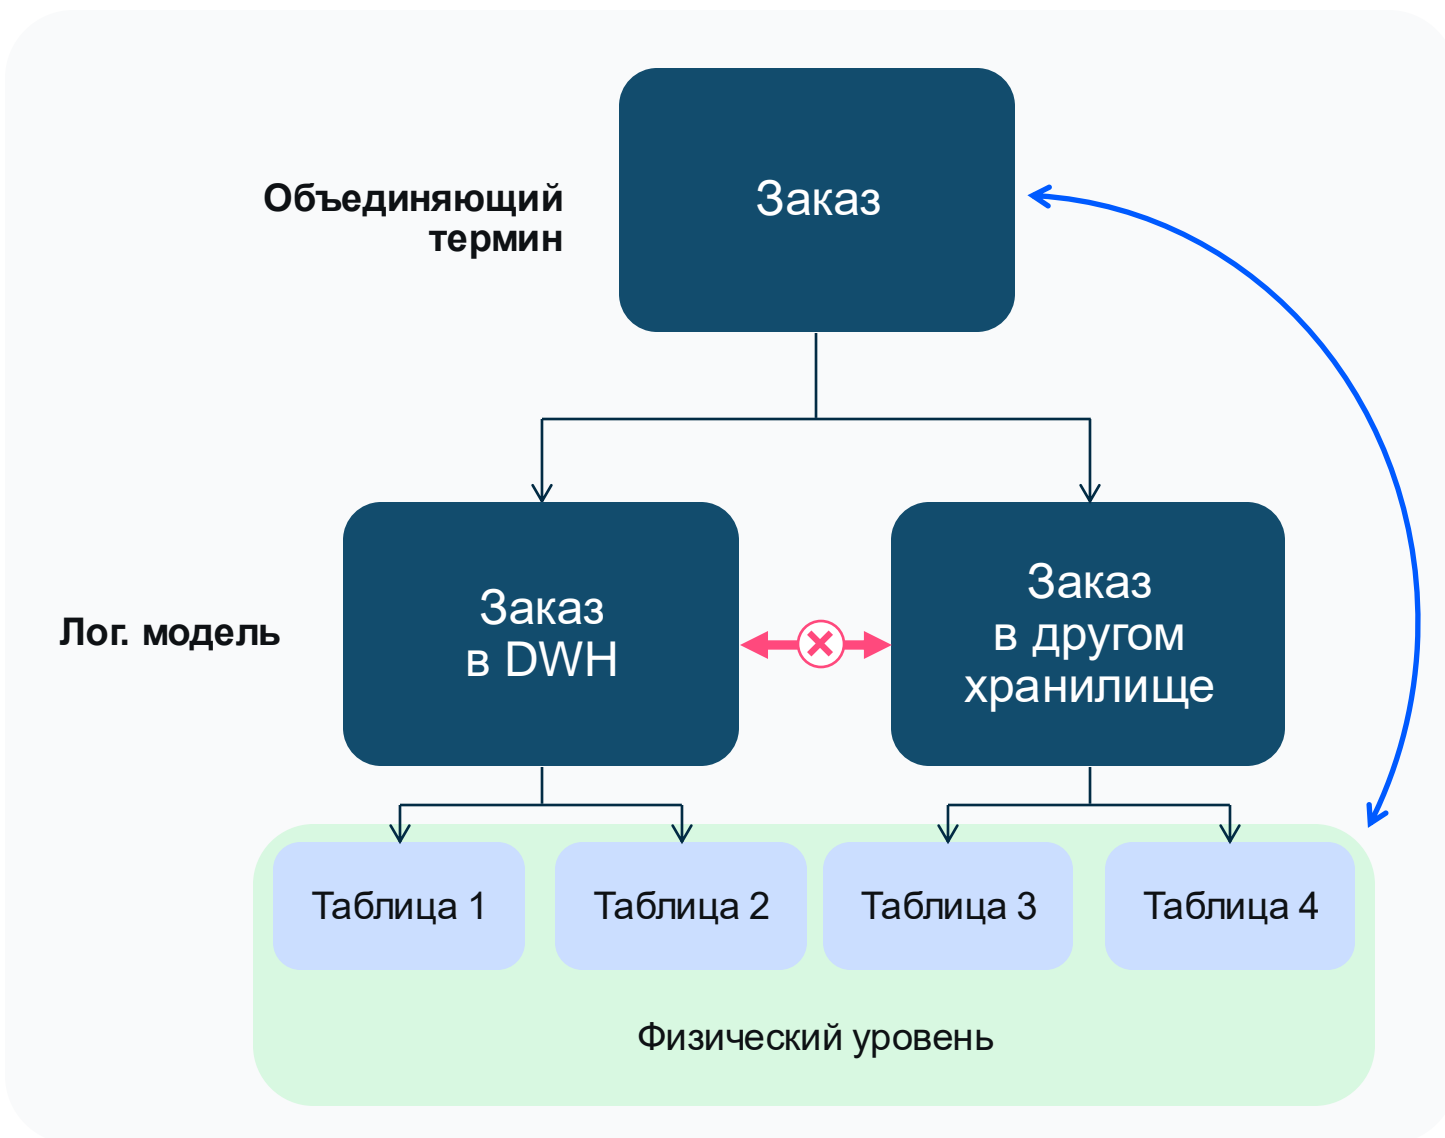 Заказ
Объединяющий
термин
Заказ
в DWH
Заказ
в другом
хранилище
Лог. модель
Таблица 1
Таблица 2
Таблица 3
Таблица 4
Физический уровень